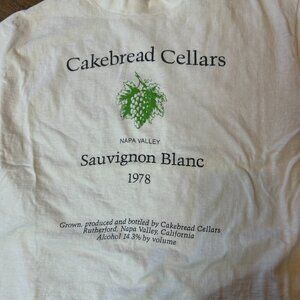 Cakebread Cellars
NAPA VALLEY
Sauvignon Blanc
1978
Grown, produced and bottled by Cakebread Cellars
Rutherford, Napa Valley, California
Alcohol 14.3% by volume